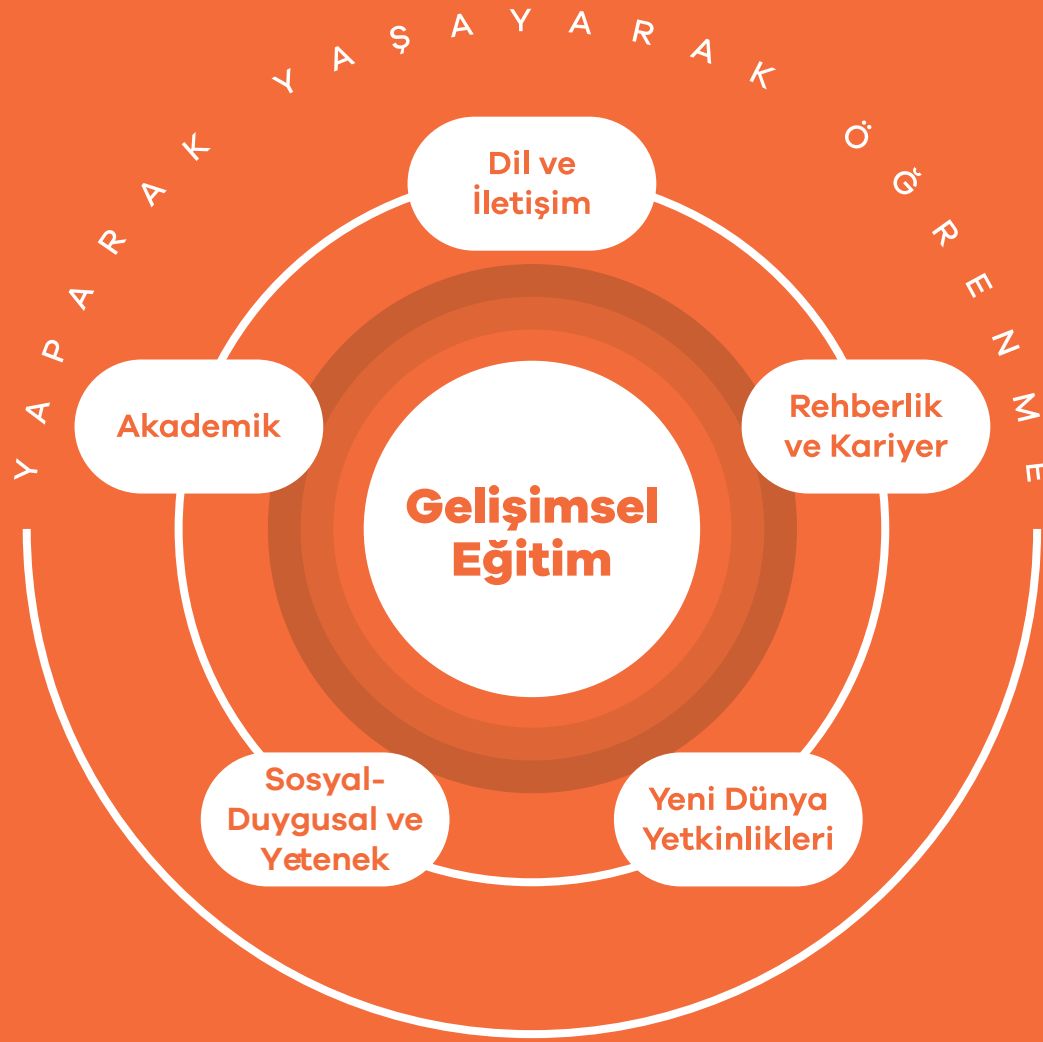 YAPARAK YAŞAYARAK ÖĞRENME
Dil ve
İletişim
Akademik
Rehberlik
ve Kariyer
Gelişimsel
Eğitim
Sosyal-
Duygusal ve
Yetenek
Yeni Dünya
Yetkinlikleri